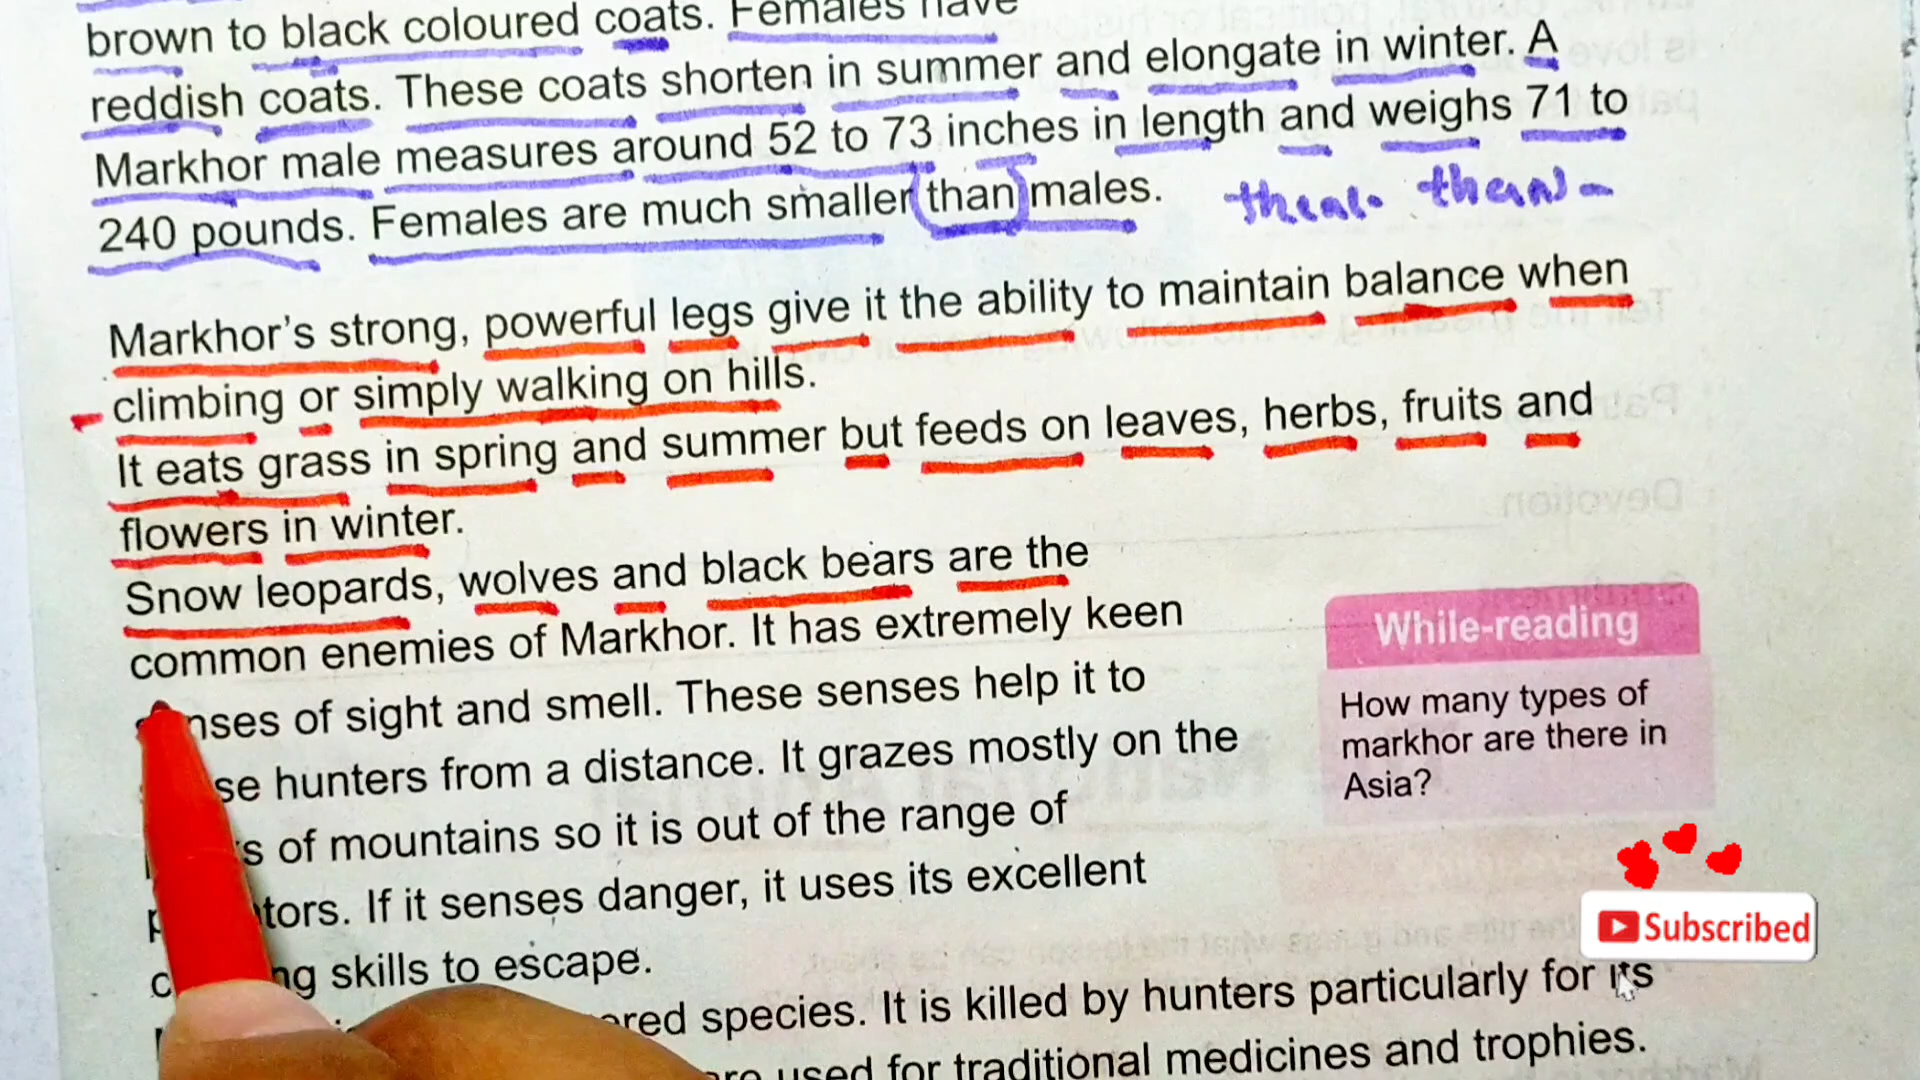 brown to black coloured coats. Females have
reddish coats. These coats shorten in summer and elongate in winter. A
Markhor male measures around 52 to 73 inches in length and weighs 71 to
240 pounds. Females are much smaller (than) males.
than-
Markhor's strong, powerful legs give it the ability to maintain balance when
climbing or simply walking on hills.
It eats grass in spring and summer but feeds on leaves, herbs, fruits and
flowers in winter.
Snow leopards, wolves and black bears are the
common enemies of Markhor. It has extremely keen
of sight and smell. These senses help it to
hunters from a distance. It grazes mostly on the
of mountains so it is out of the range of
If it senses danger, it uses its excellent
skills to escape.
species. It is killed by hunters particularly for its
used for traditional medicines and trophies.
While-reading
How many types of
markhor are there in
Asia?
Subscribed